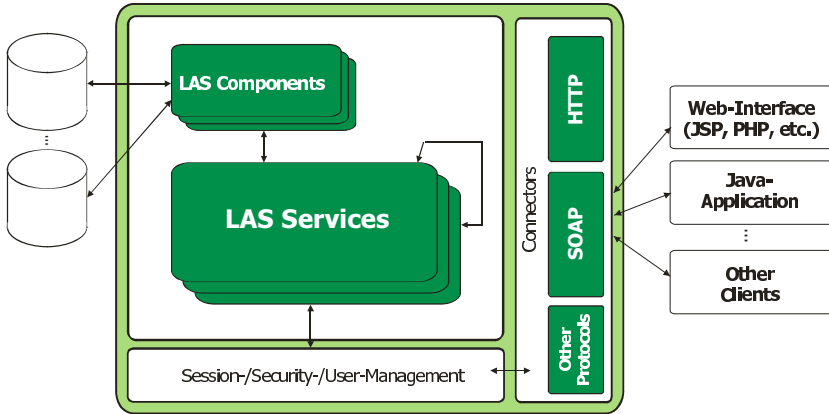 LAS Components
LAS Services
Session-/Security-/User-Management
Connectors
HTTP
SOAP
Other
Protocols
Web-Interface
(JSP, PHP, etc.)
Java-
Application
...
Other
Clients
...